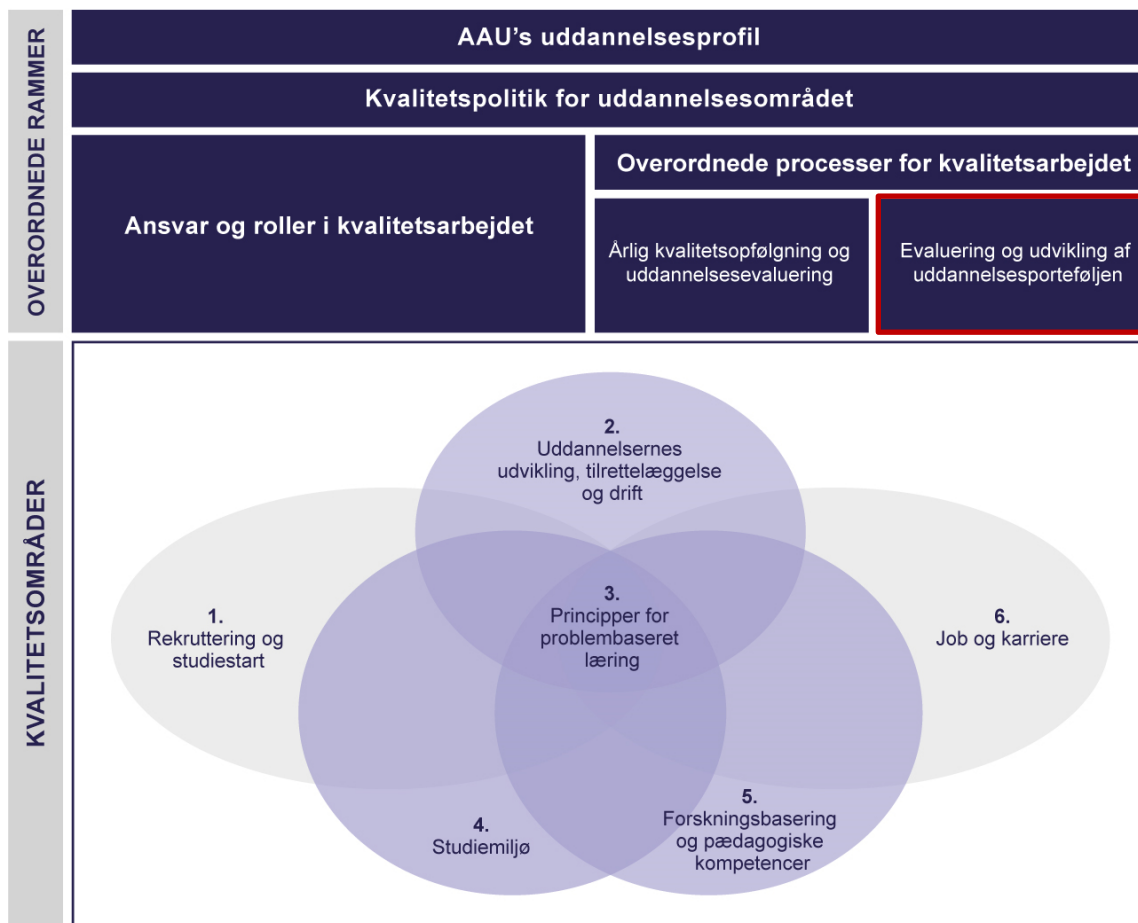 OVERORDNEDE RAMMER
AAU's uddannelsesprofil
Kvalitetspolitik for uddannelsesområdet
Ansvar og roller i kvalitetsarbejdet
Overordnede processer for kvalitetsarbejdet
Årlig kvalitetsopfølgning og
uddannelsesevaluering
Evaluering og udvikling af
uddannelsesporteføljen
KVALITETSOMRÅDER
1.
Rekruttering og
studiestart
2.
Uddannelsernes
udvikling, tilrettelæggelse
og drift
3.
Principper for
problembaseret
læring
4.
Studiemiljø
5.
Forskningsbasering
og pædagogiske
kompetencer
6.
Job og karriere